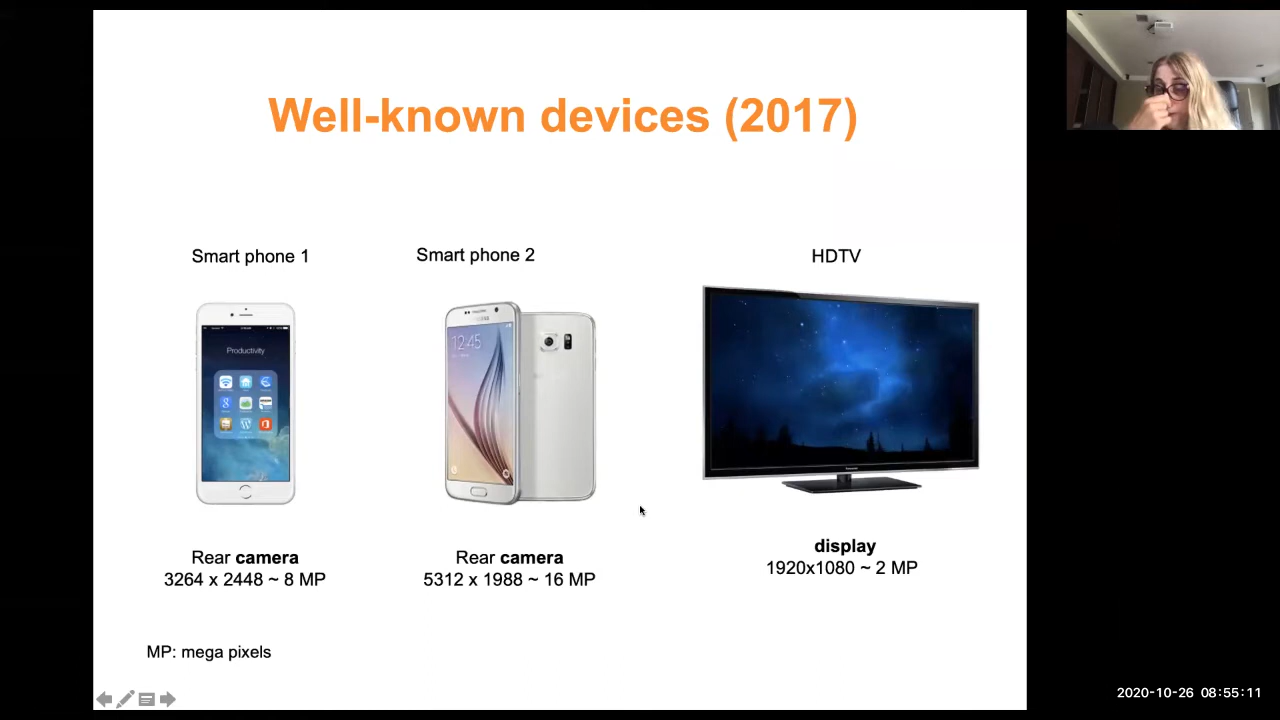 Well-known devices (2017)
Smart phone 1
Smart phone 2
HDTV
Productivity
12:45
Rear camera
3264 x 2448 ~ 8 MP
Rear camera
5312 x 1988 ~ 16 MP
display
1920x1080 ~ 2 MP
MP: mega pixels
2020-10-26 08:55:11